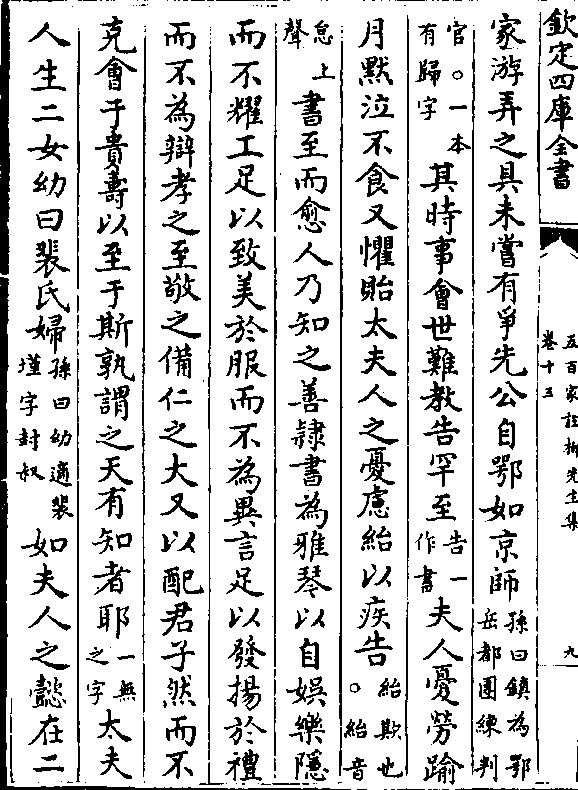 欽定四庫全書
五百家註柳先生集
卷十三
九
家游弄之具未嘗有爭先公自鄂如京師孫曰鎮為鄂岳都團練判
官。一本有歸字其時事會世難教告罕至告一作書夫人憂勞踰
月默泣不食又懼貽太夫人之憂慮紿以疾告紿欺也。紿音
怠上聲書至而愈人乃知之善隷書為雅琴以自娯樂隱
而不耀工足以致美於服而不為異言足以發揚於禮
而不為辯孝之至敬之備仁之大又以配君子然而不
克會于貴壽以至于斯孰謂之天有知者耶一無之字太夫
人生二女幼曰裴氏婦孫曰幼適裴墐字封叔如夫人之懿在二